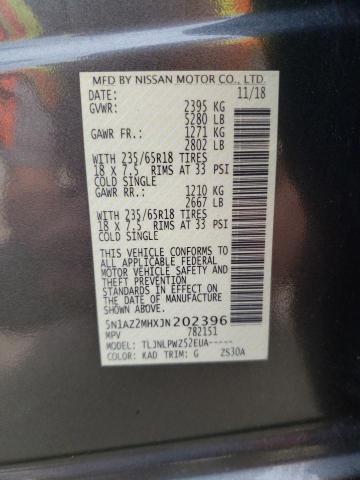 MFD BY NISSAN MOTOR CO., LTD.
DATE: 11/18
GVWR: 2395 KG
5280 LB
GAWR FR.: 1271 KG
2802 LB
WITH 235/65R18 TIRES
18 X 7.5 RIMS AT 33 PSI
COLD SINGLE
GAWR RR.: 1210 KG
2667 LB
WITH 235/65R18 TIRES
18 X 7.5 RIMS AT 33 PSI
COLD SINGLE
THIS VEHICLE CONFORMS TO
ALL APPLICABLE FEDERAL
MOTOR VEHICLE SAFETY AND
THEFT PREVENTION
STANDARDS IN EFFECT ON
THE DATE OF MANUFACTURE
SHOWN ABOVE.
5N1AZ2MHXJN202396
MPV 782151
MODEL: TLJNLPWZ52EUA-----
COLOR: KAD TRIM: G ZS30A